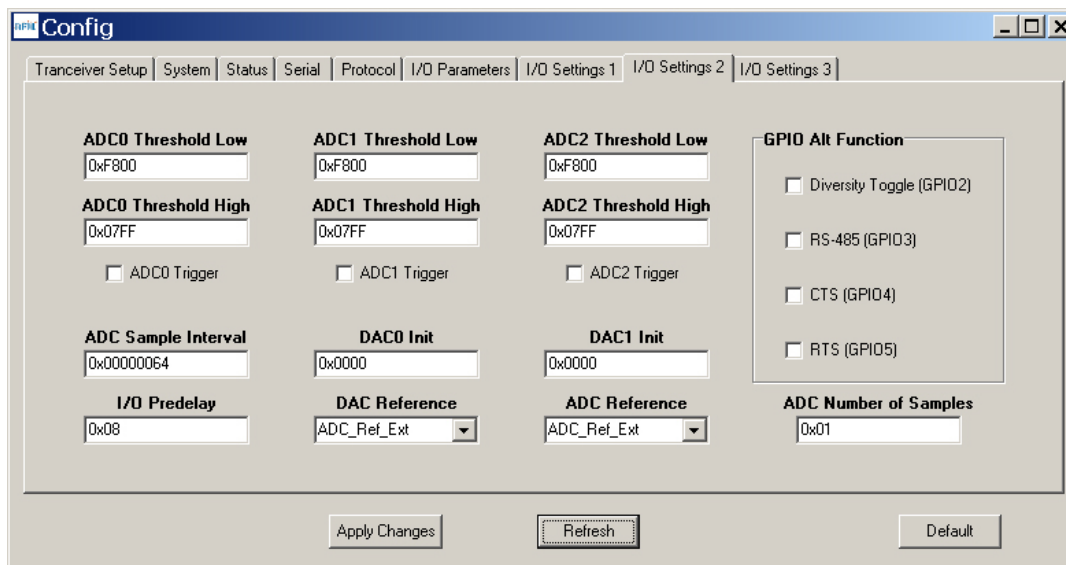 RFM
Config
Tranceiver Setup System Status Serial Protocol I/O Parameters I/O Settings 1 I/O Settings 2 I/O Settings 3
ADC0 Threshold Low ADC1 Threshold Low ADC2 Threshold Low GPIO Alt Function
0xF800 0xF800 0xF800
Diversity Toggle (GPIO2)
ADC0 Threshold High ADC1 Threshold High ADC2 Threshold High
0x07FF 0x07FF 0x07FF
RS-485 (GPIO3)
ADC0 Trigger ADC1 Trigger ADC2 Trigger
CTS (GPIO4)
ADC Sample Interval DAC0 Init DAC1 Init
RTS (GPIO5)
0x00000064 0x0000 0x0000
I/O Predelay DAC Reference ADC Reference ADC Number of Samples
0x08 ADC_Ref_Ext ADC_Ref_Ext 0x01
Apply Changes Refresh Default